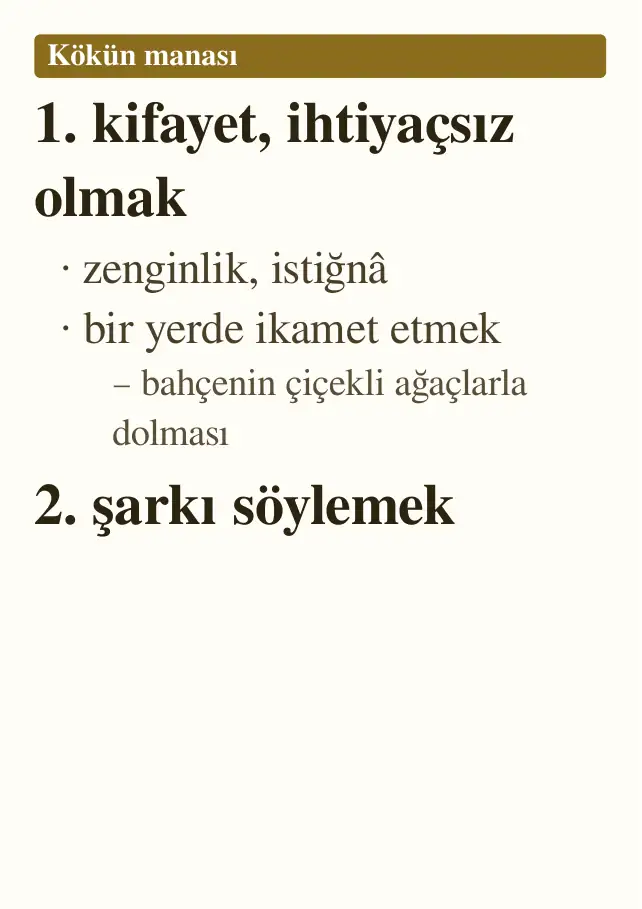 Kökün manası
1. kifayet, ihtiyaçsız
olmak
· zenginlik, istiğnâ
· bir yerde ikamet etmek
– bahçenin çiçekli ağaçlarla
dolması
2. şarkı söylemek